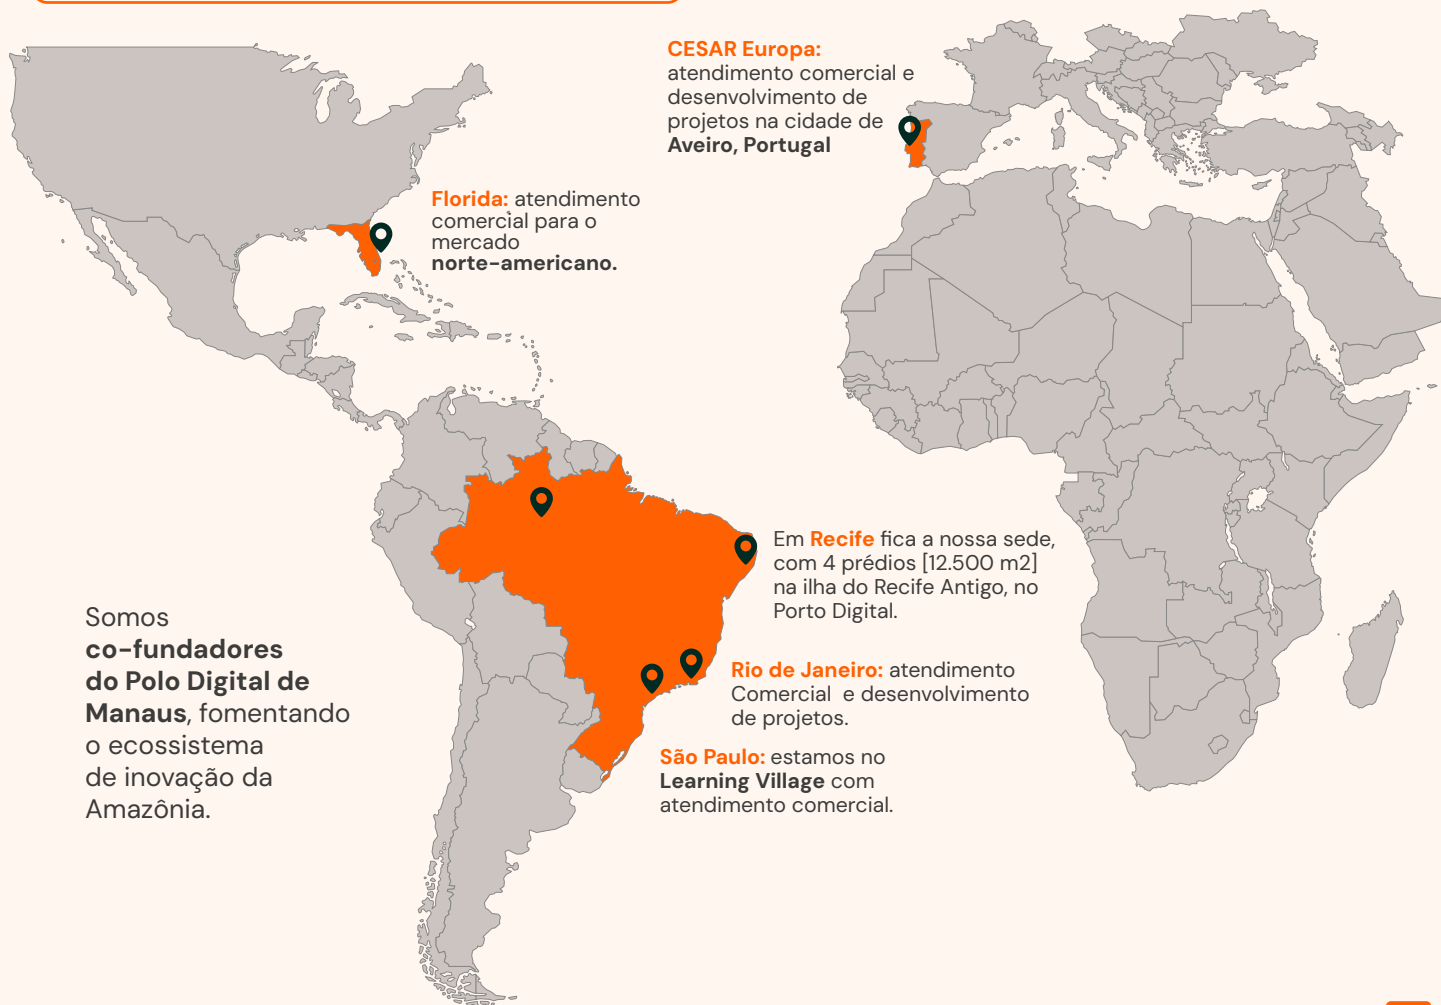 CESAR Europa:
atendimento comercial e
desenvolvimento de
projetos na cidade de
Aveiro, Portugal
Florida: atendimento
comercial para o
mercado
norte-americano.
Em Recife fica a nossa sede,
com 4 prédios [12.500 m2]
na ilha do Recife Antigo, no
Porto Digital.
Somos
co-fundadores
do Polo Digital de
Manaus, fomentando
o ecossistema
de inovação da
Amazônia.
Rio de Janeiro: atendimento
Comercial e desenvolvimento
de projetos.
São Paulo: estamos no
Learning Village com
atendimento comercial.